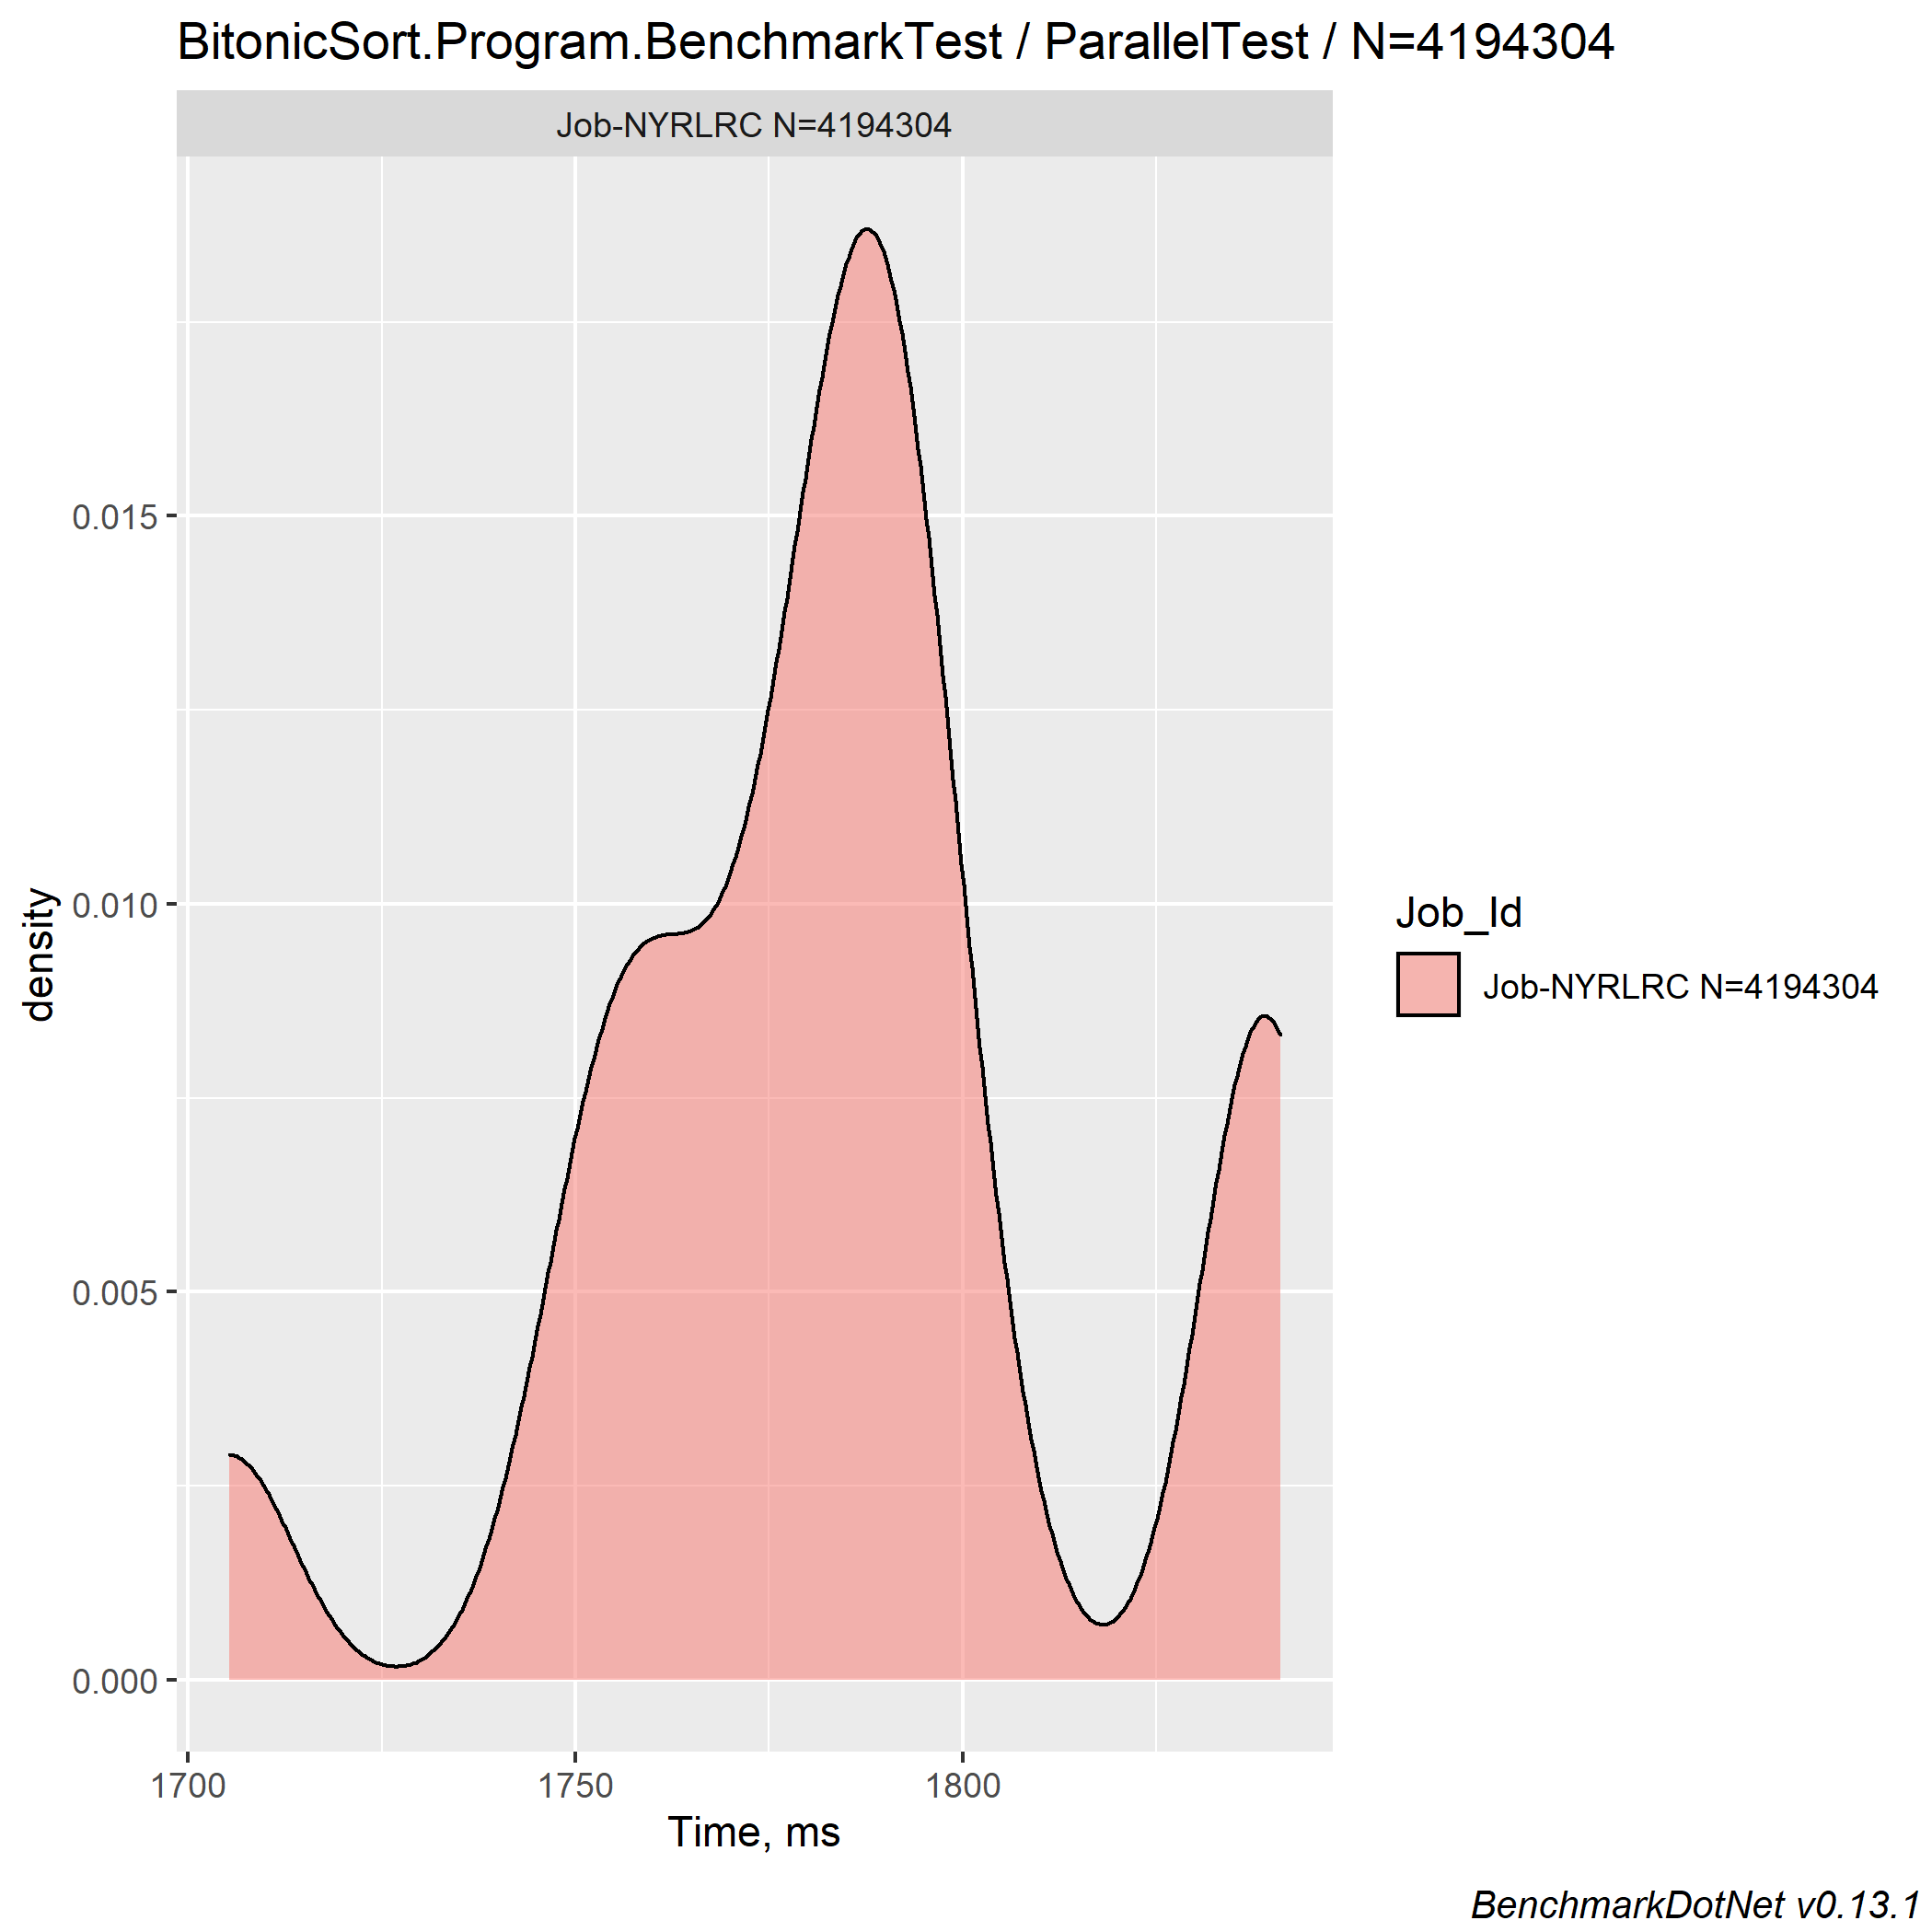 BitonicSort.Program.BenchmarkTest / ParallelTest / N=4194304
Job-NYRLRC N=4194304
density
0.015
0.010
0.005
0.000
1700 1750 1800
Time, ms
Job_Id
Job-NYRLRC N=4194304
BenchmarkDotNet v0.13.1